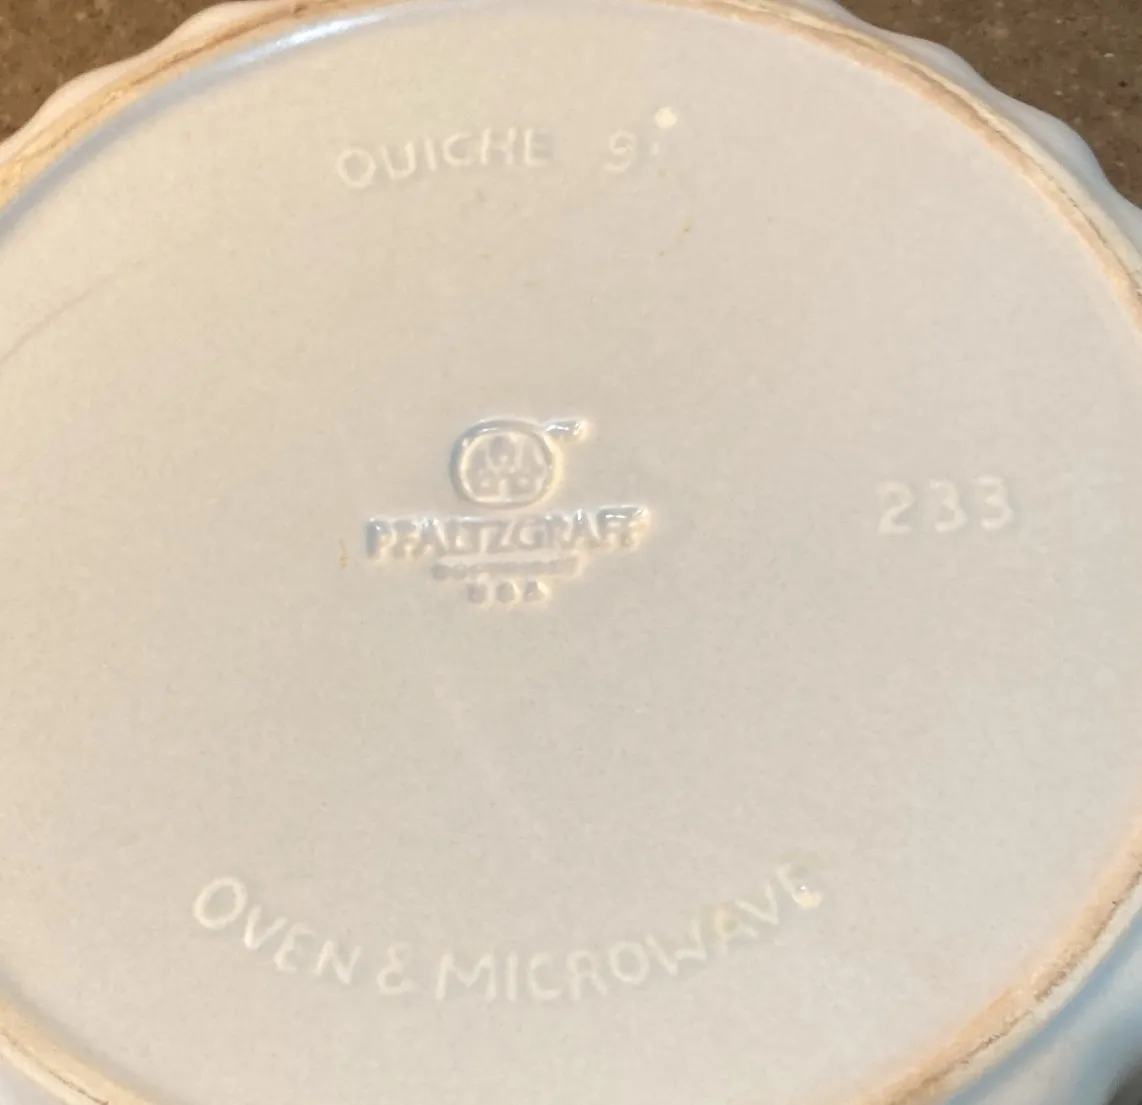 QUICHE 9"
PFALTZGRAFF
USA
233
OVEN & MICROWAVE